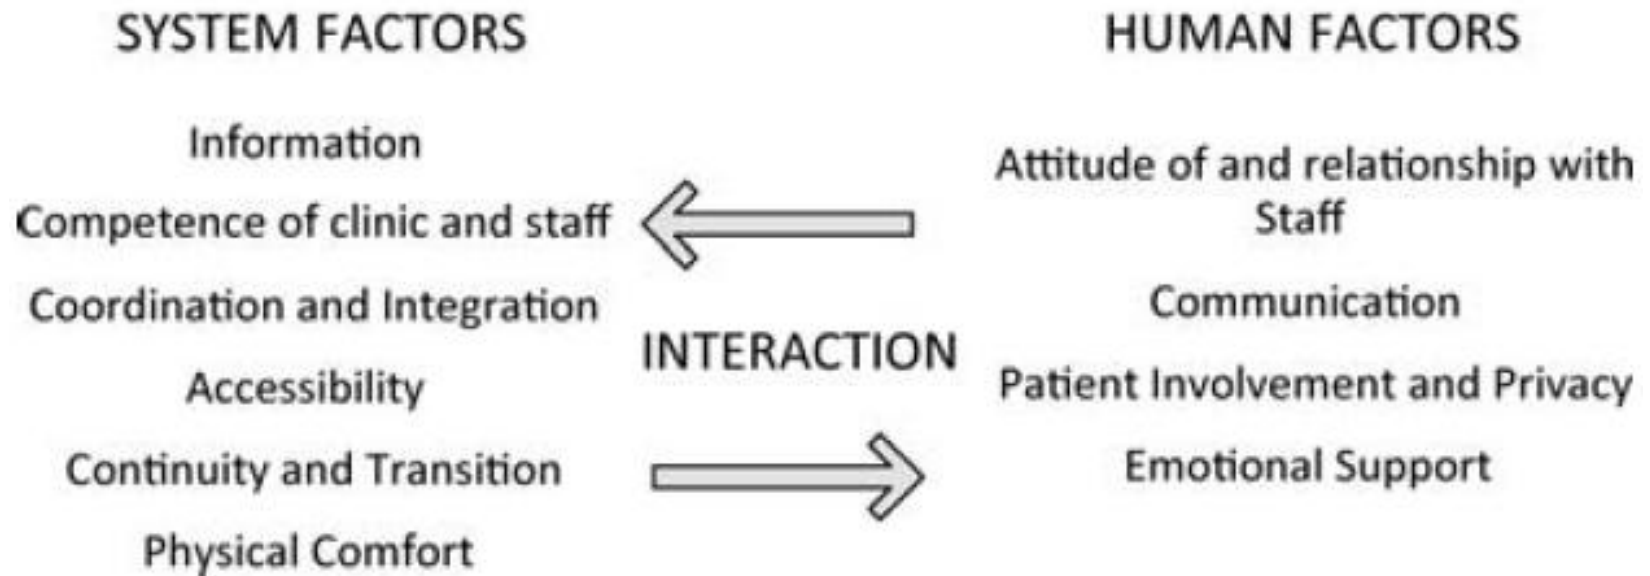 SYSTEM FACTORS
Information
Competence of clinic and staff
Coordination and Integration
Accessibility
Continuity and Transition
Physical Comfort
INTERACTION
HUMAN FACTORS
Attitude of and relationship with
Staff
Communication
Patient Involvement and Privacy
Emotional Support